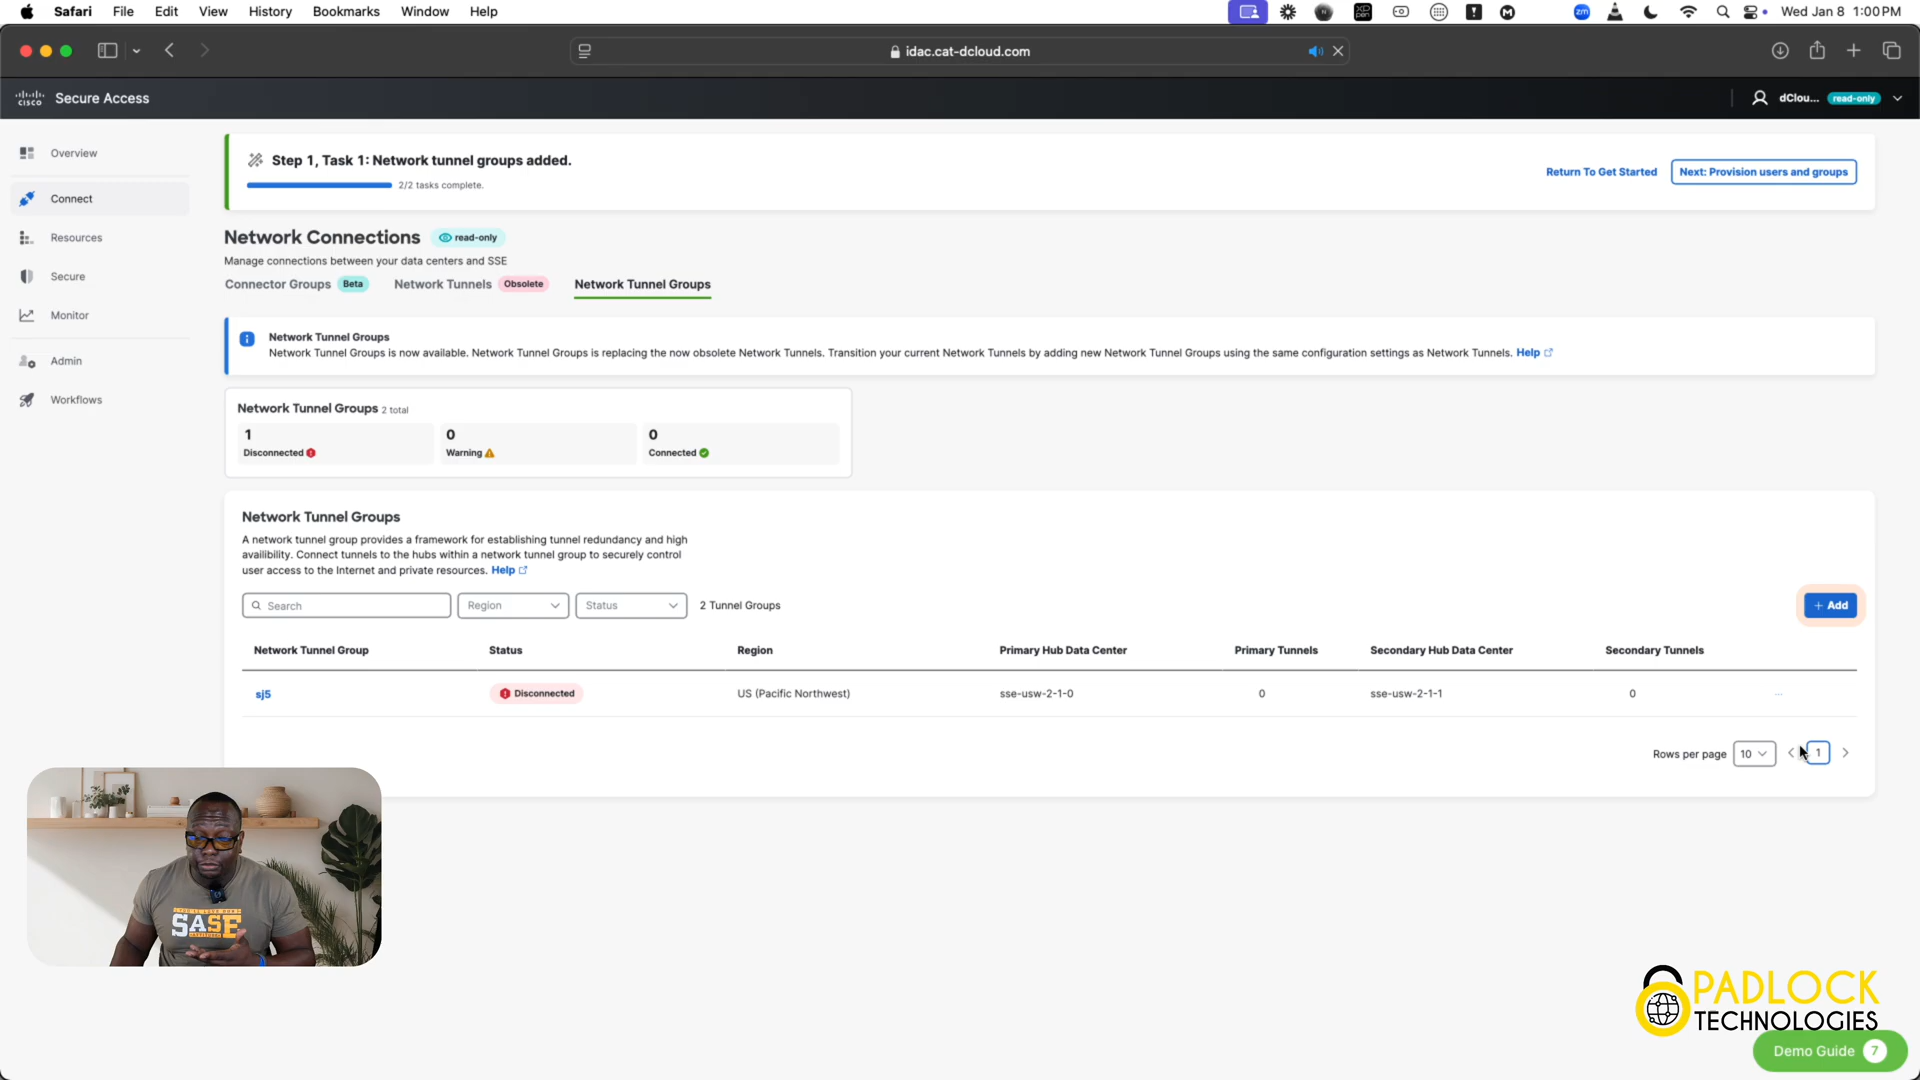 Safari File Edit View History Bookmarks Window Help
zm Wed Jan 8 1:00 PM
idac.cat-dcloud.com
CISCO Secure Access
dClou... read-only
Overview
Connect
Resources
Secure
Monitor
Admin
Workflows
Step 1, Task 1: Network tunnel groups added.
2/2 tasks complete.
Return To Get Started
Next: Provision users and groups
Network Connections read-only
Manage connections between your data centers and SSE
Connector Groups Beta Network Tunnels Obsolete Network Tunnel Groups
Network Tunnel Groups
Network Tunnel Groups is now available. Network Tunnel Groups is replacing the now obsolete Network Tunnels. Transition your current Network Tunnels by adding new Network Tunnel Groups using the same configuration settings as Network Tunnels. Help
Network Tunnel Groups 2 total
1 0 0
Disconnected Warning Connected
Network Tunnel Groups
A network tunnel group provides a framework for establishing tunnel redundancy and high
availibility. Connect tunnels to the hubs within a network tunnel group to securely control
user access to the Internet and private resources. Help
Search Region Status 2 Tunnel Groups
+ Add
Network Tunnel Group Status Region Primary Hub Data Center Primary Tunnels Secondary Hub Data Center Secondary Tunnels
sj5 Disconnected US (Pacific Northwest) sse-usw-2-1-0 0 sse-usw-2-1-1 0 ...
Rows per page 10 < 1 >
SASE
PADLOCK
TECHNOLOGIES
Demo Guide 7